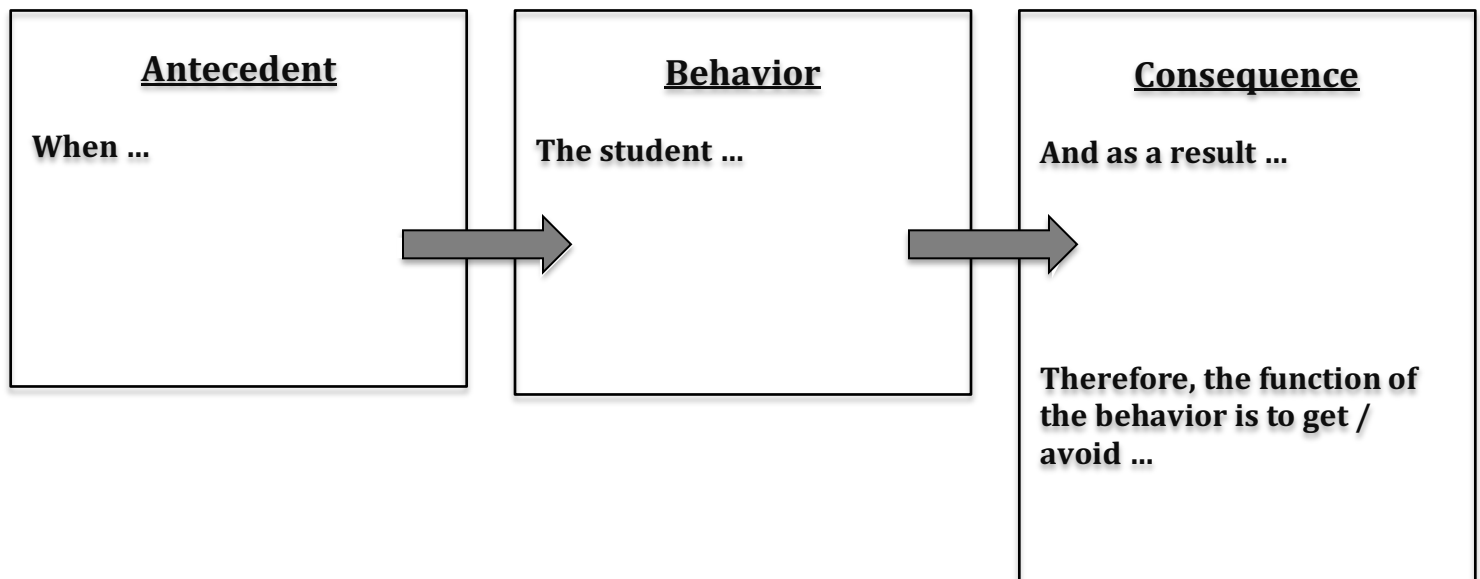 Antecedent
When ...
Behavior
The student ...
Consequence
And as a result ...
Therefore, the function of
the behavior is to get /
avoid ...